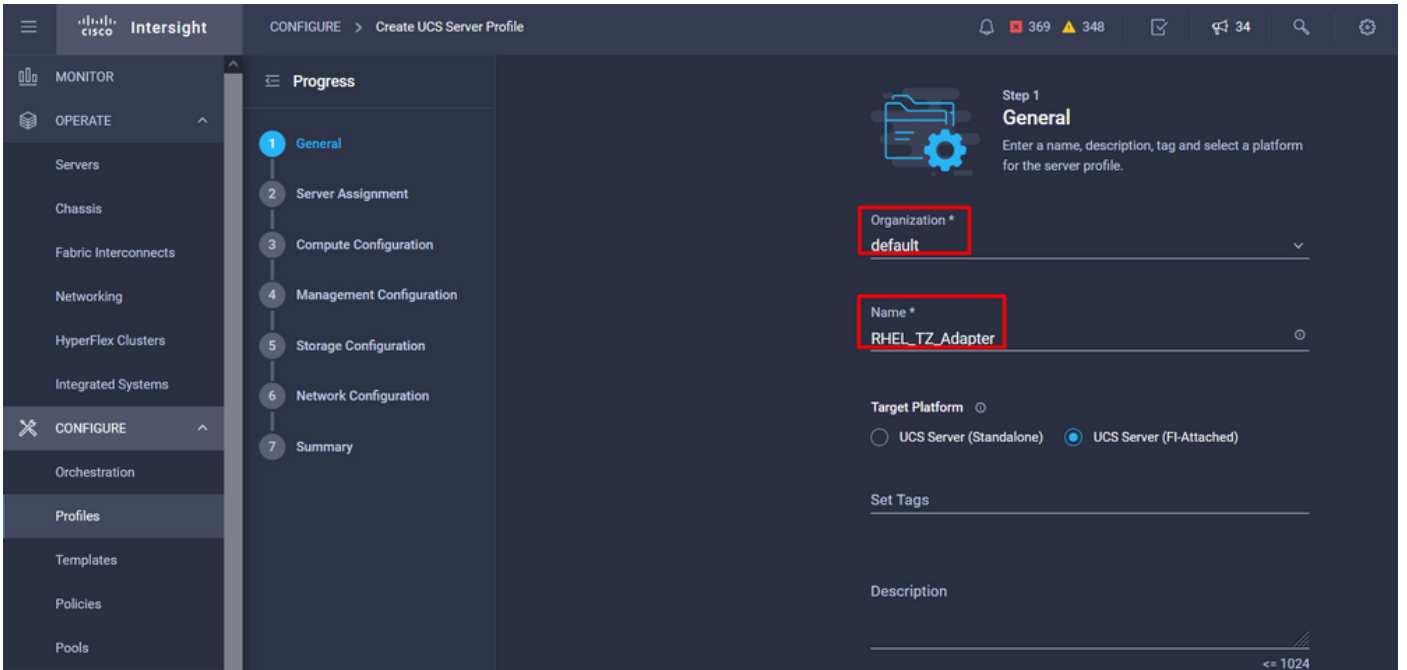 cisco Intersight
CONFIGURE > Create UCS Server Profile
369 348 34
MONITOR
OPERATE
Servers
Chassis
Fabric Interconnects
Networking
HyperFlex Clusters
Integrated Systems
CONFIGURE
Orchestration
Profiles
Templates
Policies
Pools
Progress
1 General
2 Server Assignment
3 Compute Configuration
4 Management Configuration
5 Storage Configuration
6 Network Configuration
7 Summary
Step 1
General
Enter a name, description, tag and select a platform
for the server profile.
Organization *
default
Name *
RHEL_TZ_Adapter
Target Platform
UCS Server (Standalone) UCS Server (FI-Attached)
Set Tags
Description
<= 1024